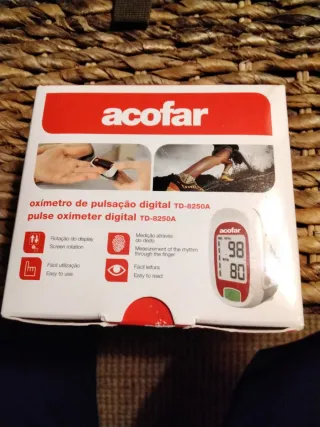 acofar
oxímetro de pulsação digital TD-8250A
pulse oximeter digital TD-8250A
Rotação do display
Screen rotation
Medição através
do dedo
Measurement of the rhythm
through the finger
Fácil utilização
Easy to use
Fácil leitura
Easy to read
acofar
98
80